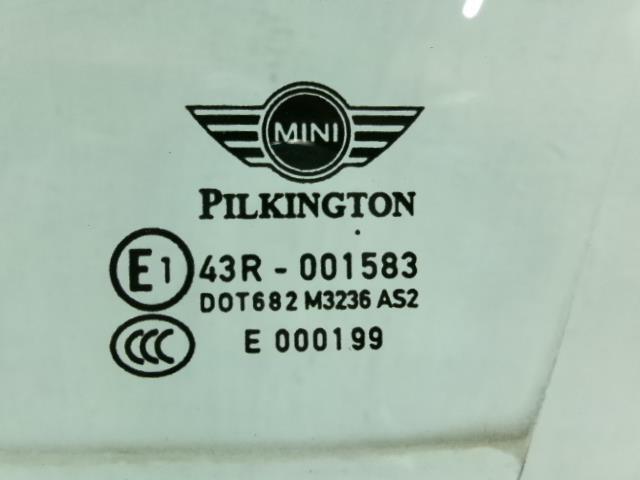 MINI
PILKINGTON
E1 43R - 001583
DOT682 M3236 AS2
CCC E 000199